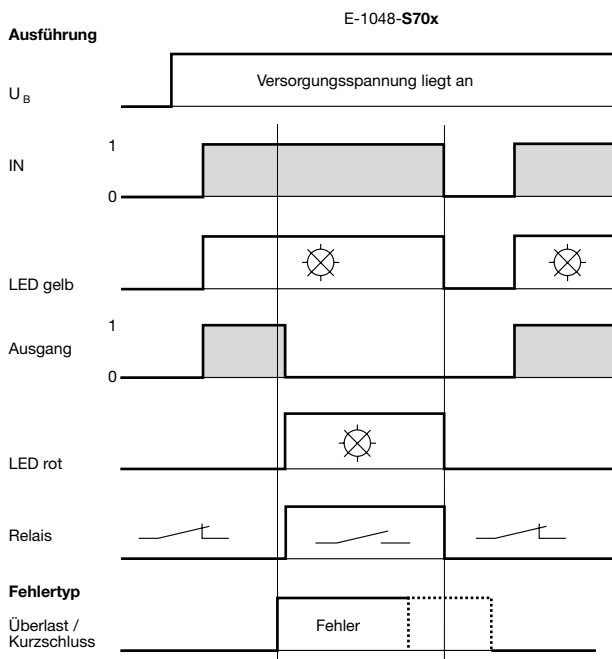 E-1048-S70x
Ausführung
U B
Versorgungsspannung liegt an
1
IN
0
LED gelb
1
Ausgang
0
LED rot
Relais
Fehlertyp
Überlast /
Kurzschluss
Fehler